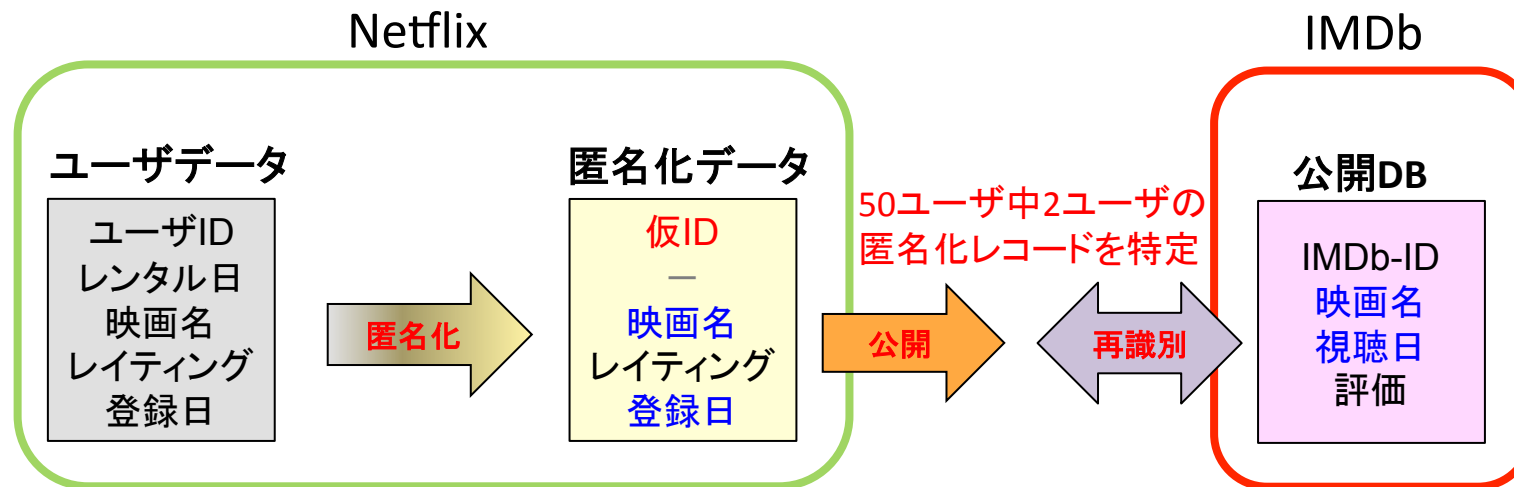 Netflix
IMDb
ユーザデータ
ユーザID
レンタル日
映画名
レイティング
登録日
匿名化
匿名化データ
仮ID
—
映画名
レイティング
登録日
公開
50ユーザ中2ユーザの
匿名化レコードを特定
再識別
公開DB
IMDb-ID
映画名
視聴日
評価